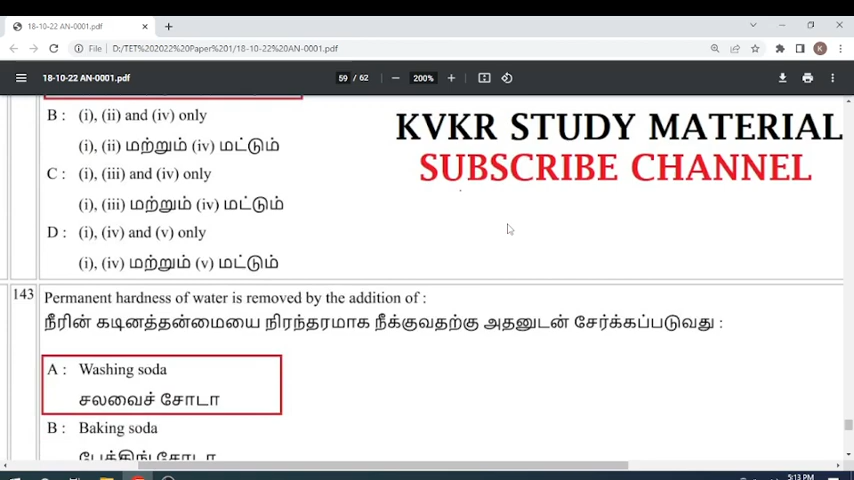 18-10-22 AN-0001.pdf
File
D:/TET%202022%20Paper%201/18-10-22%20AN-0001.pdf
K
18-10-22 AN-0001.pdf
59 / 62
200%
B : (i), (ii) and (iv) only
(i), (ii) மற்றும் (iv) மட்டும்
C : (i), (iii) and (iv) only
(i), (iii) மற்றும் (iv) மட்டும்
D : (i), (iv) and (v) only
(i), (iv) மற்றும் (v) மட்டும்
KVKR STUDY MATERIAL
SUBSCRIBE CHANNEL
143 Permanent hardness of water is removed by the addition of :
நீரின் கடினத்தன்மையை நிரந்தரமாக நீக்குவதற்கு அதனுடன் சேர்க்கப்படுவது :
A : Washing soda
சலவைச் சோடா
B : Baking soda
பேக்கிங் சோடா
5:13 PM